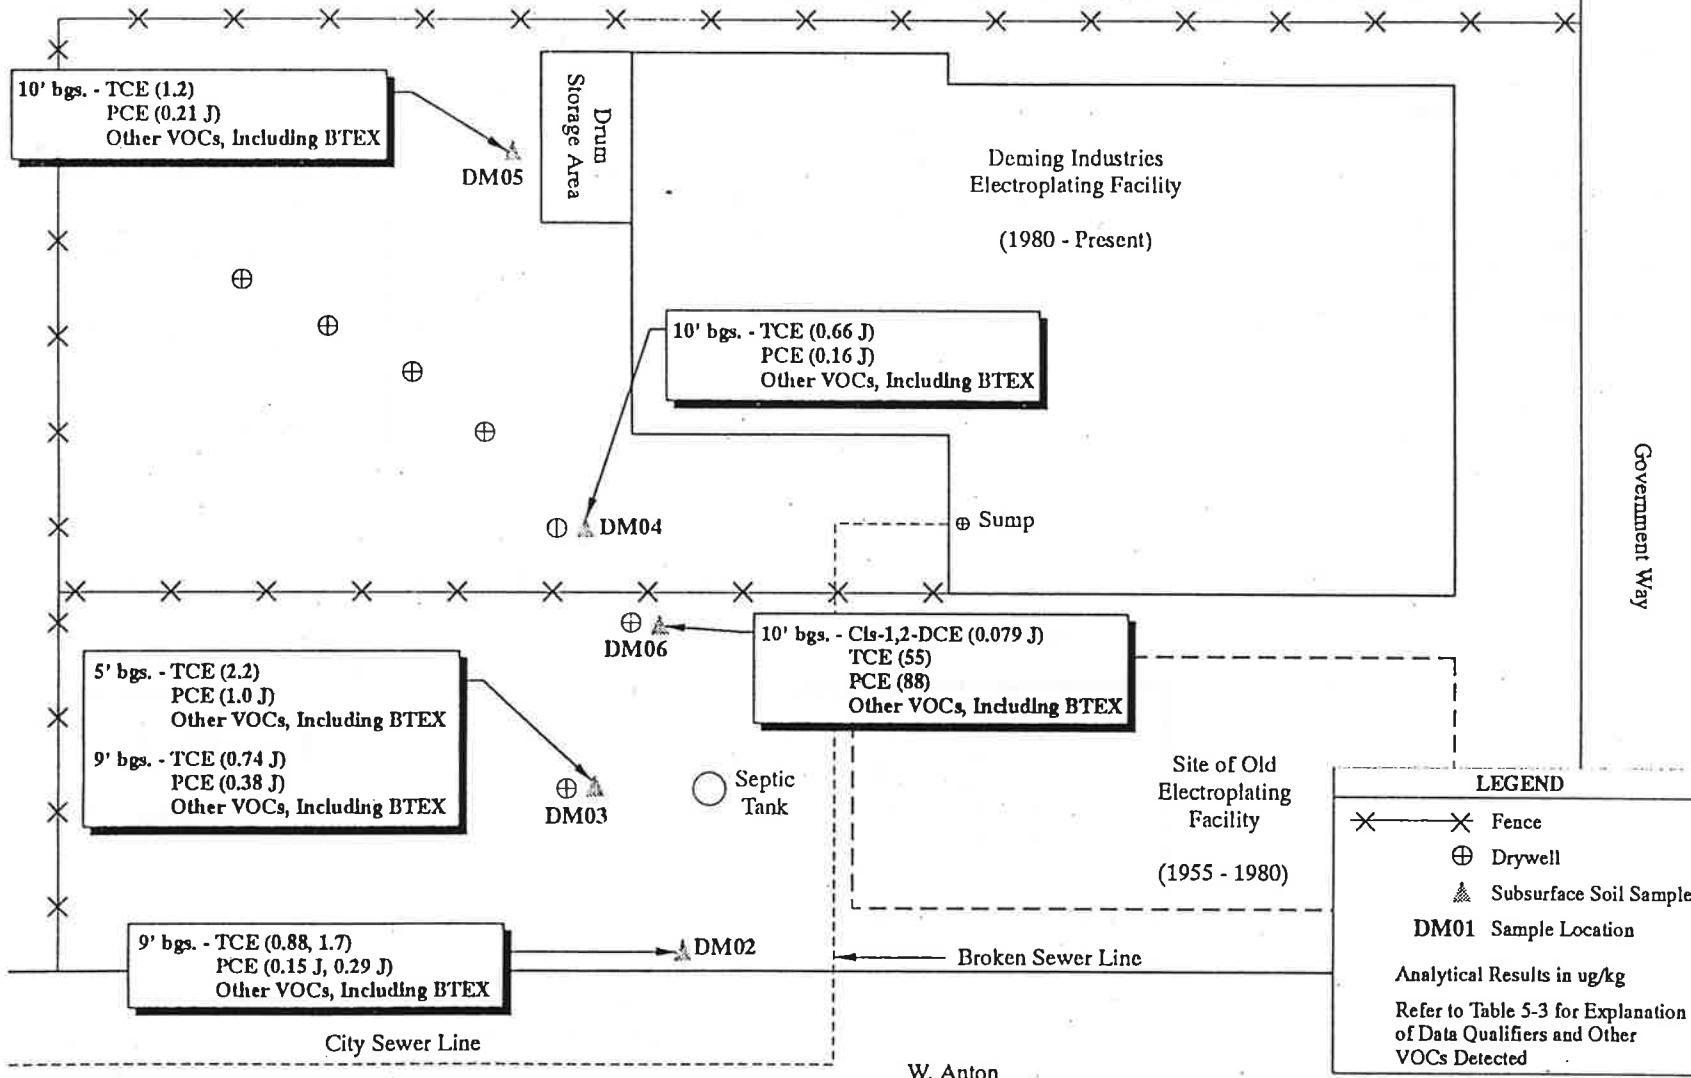 10' bgs. - TCE (1.2)
PCE (0.21 J)
Other VOCs, Including BTEX
DM05
Drum
Storage Area
Deming Industries
Electroplating Facility
(1980 - Present)
10' bgs. - TCE (0.66 J)
PCE (0.16 J)
Other VOCs, Including BTEX
DM04
Sump
Government Way
DM06
10' bgs. - Cis-1,2-DCE (0.079 J)
TCE (55)
PCE (88)
Other VOCs, Including BTEX
5' bgs. - TCE (2.2)
PCE (1.0 J)
Other VOCs, Including BTEX
9' bgs. - TCE (0.74 J)
PCE (0.38 J)
Other VOCs, Including BTEX
DM03
Septic
Tank
Site of Old
Electroplating
Facility
(1955 - 1980)
9' bgs. - TCE (0.88, 1.7)
PCE (0.15 J, 0.29 J)
Other VOCs, Including BTEX
DM02
Broken Sewer Line
City Sewer Line
W. Anton
LEGEND
Fence
Drywell
Subsurface Soil Sample
DM01 Sample Location
Analytical Results in ug/kg
Refer to Table 5-3 for Explanation
of Data Qualifiers and Other
VOCs Detected